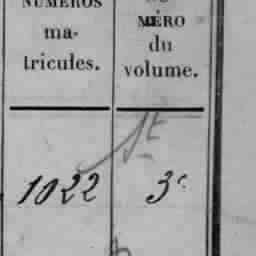 NUMÉROS
ma-
tricules.
MÉRO
du
volume.
1022
3e